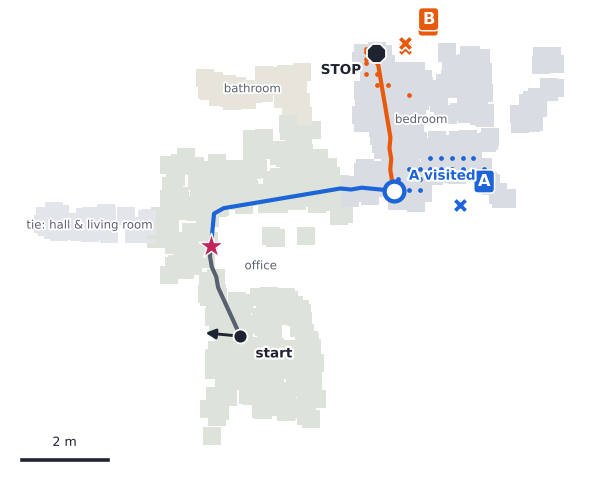 B
STOP
bathroom
bedroom
A visited
A
tie: hall & living room
office
start
2 m